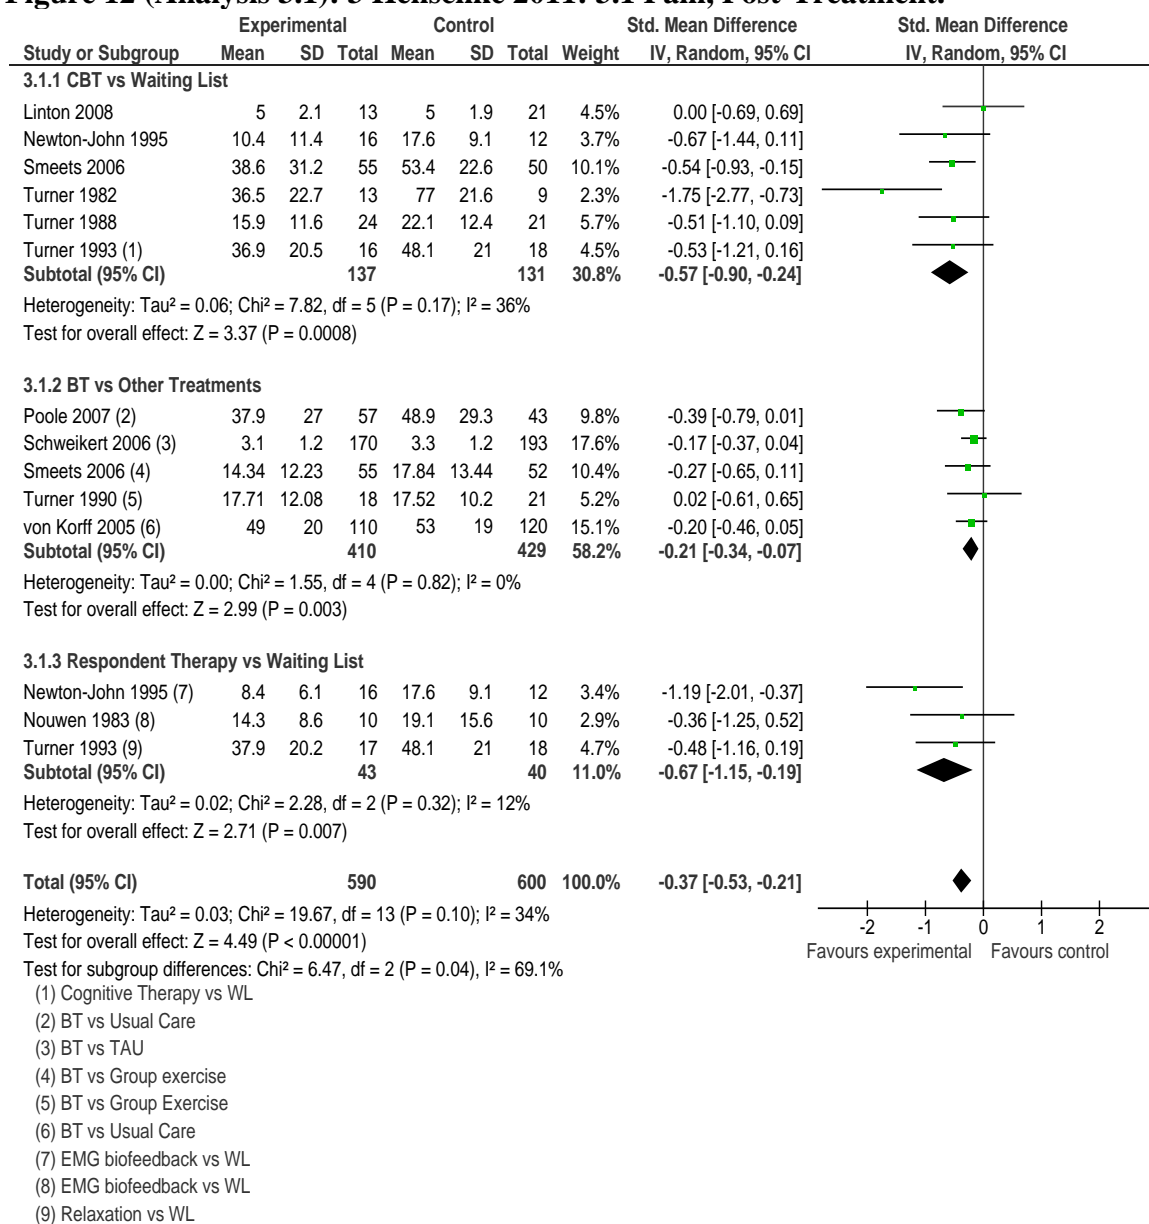 Figure 12 (Analysis 3.1): 3 Henschke 2011: 3.1 Pain, Post-Treatment.
Experimental Control Std. Mean Difference Std. Mean Difference
Study or Subgroup Mean SD Total Mean SD Total Weight IV, Random, 95% CI IV, Random, 95% CI
3.1.1 CBT vs Waiting List
Linton 2008 5 2.1 13 5 1.9 21 4.5% 0.00 [-0.69, 0.69]
Newton-John 1995 10.4 11.4 16 17.6 9.1 12 3.7% -0.67 [-1.44, 0.11]
Smeets 2006 38.6 31.2 55 53.4 22.6 50 10.1% -0.54 [-0.93, -0.15]
Turner 1982 36.5 22.7 13 77 21.6 9 2.3% -1.75 [-2.77, -0.73]
Turner 1988 15.9 11.6 24 22.1 12.4 21 5.7% -0.51 [-1.10, 0.09]
Turner 1993 (1) 36.9 20.5 16 48.1 21 18 4.5% -0.53 [-1.21, 0.16]
Subtotal (95% CI) 137 131 30.8% -0.57 [-0.90, -0.24]
Heterogeneity: Tau² = 0.06; Chi² = 7.82, df = 5 (P = 0.17); I² = 36%
Test for overall effect: Z = 3.37 (P = 0.0008)
3.1.2 BT vs Other Treatments
Poole 2007 (2) 37.9 27 57 48.9 29.3 43 9.8% -0.39 [-0.79, 0.01]
Schweikert 2006 (3) 3.1 1.2 170 3.3 1.2 193 17.6% -0.17 [-0.37, 0.04]
Smeets 2006 (4) 14.34 12.23 55 17.84 13.44 52 10.4% -0.27 [-0.65, 0.11]
Turner 1990 (5) 17.71 12.08 18 17.52 10.2 21 5.2% 0.02 [-0.61, 0.65]
von Korff 2005 (6) 49 20 110 53 19 120 15.1% -0.20 [-0.46, 0.05]
Subtotal (95% CI) 410 429 58.2% -0.21 [-0.34, -0.07]
Heterogeneity: Tau² = 0.00; Chi² = 1.55, df = 4 (P = 0.82); I² = 0%
Test for overall effect: Z = 2.99 (P = 0.003)
3.1.3 Respondent Therapy vs Waiting List
Newton-John 1995 (7) 8.4 6.1 16 17.6 9.1 12 3.4% -1.19 [-2.01, -0.37]
Nouwen 1983 (8) 14.3 8.6 10 19.1 15.6 10 2.9% -0.36 [-1.25, 0.52]
Turner 1993 (9) 37.9 20.2 17 48.1 21 18 4.7% -0.48 [-1.16, 0.19]
Subtotal (95% CI) 43 40 11.0% -0.67 [-1.15, -0.19]
Heterogeneity: Tau² = 0.02; Chi² = 2.28, df = 2 (P = 0.32); I² = 12%
Test for overall effect: Z = 2.71 (P = 0.007)
Total (95% CI) 590 600 100.0% -0.37 [-0.53, -0.21]
Heterogeneity: Tau² = 0.03; Chi² = 19.67, df = 13 (P = 0.10); I² = 34%
Test for overall effect: Z = 4.49 (P < 0.00001)
Test for subgroup differences: Chi² = 6.47, df = 2 (P = 0.04), I² = 69.1%
-2 -1 0 1 2
Favours experimental Favours control
(1) Cognitive Therapy vs WL
(2) BT vs Usual Care
(3) BT vs TAU
(4) BT vs Group exercise
(5) BT vs Group Exercise
(6) BT vs Usual Care
(7) EMG biofeedback vs WL
(8) EMG biofeedback vs WL
(9) Relaxation vs WL